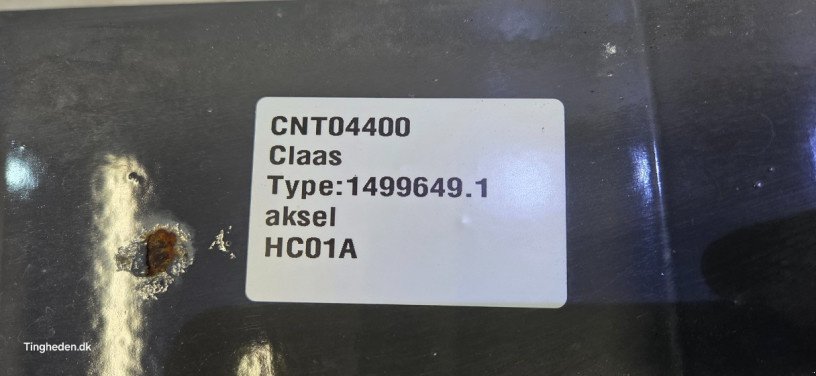 CNT04400
Claas
Type:1499649.1
aksel
HC01A
Tingheden.dk